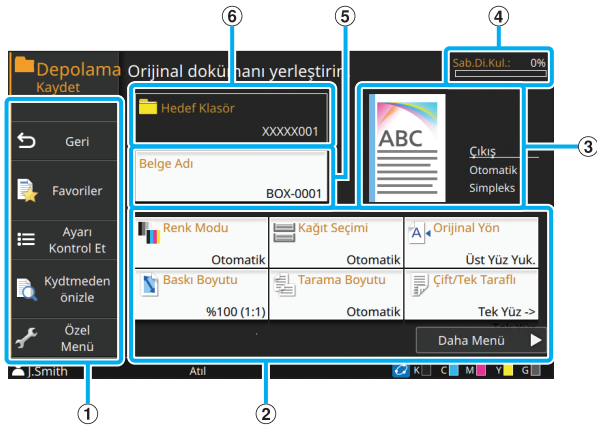 ⑥
⑤
④
Depolama
Kaydet
Orijinal dokümanı yerleştirin
Sab.Di.Kul.: 0%
Hedef Klasör
XXXXX001
Belge Adı
BOX-0001
ABC
Çıkış
Otomatik
Simpleks
③
Geri
Favoriler
Ayarı
Kontrol Et
Kydtmeden
önizle
Özel
Menü
Renk Modu
Otomatik
Kağıt Seçimi
Otomatik
A
Orijinal Yön
Üst Yüz Yuk.
Baskı Boyutu
%100 (1:1)
Tarama Boyutu
Otomatik
Çift/Tek Taraflı
Tek Yüz ->
Tek Yüz
Daha Menü
J.Smith
Atıl
K C M Y G
①
②